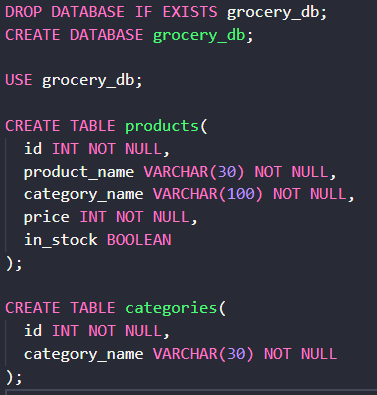 DROP DATABASE IF EXISTS grocery_db;
CREATE DATABASE grocery_db;
USE grocery_db;
CREATE TABLE products(
id INT NOT NULL,
product_name VARCHAR(30) NOT NULL,
category_name VARCHAR(100) NOT NULL,
price INT NOT NULL,
in_stock BOOLEAN
);
CREATE TABLE categories(
id INT NOT NULL,
category_name VARCHAR(30) NOT NULL
);